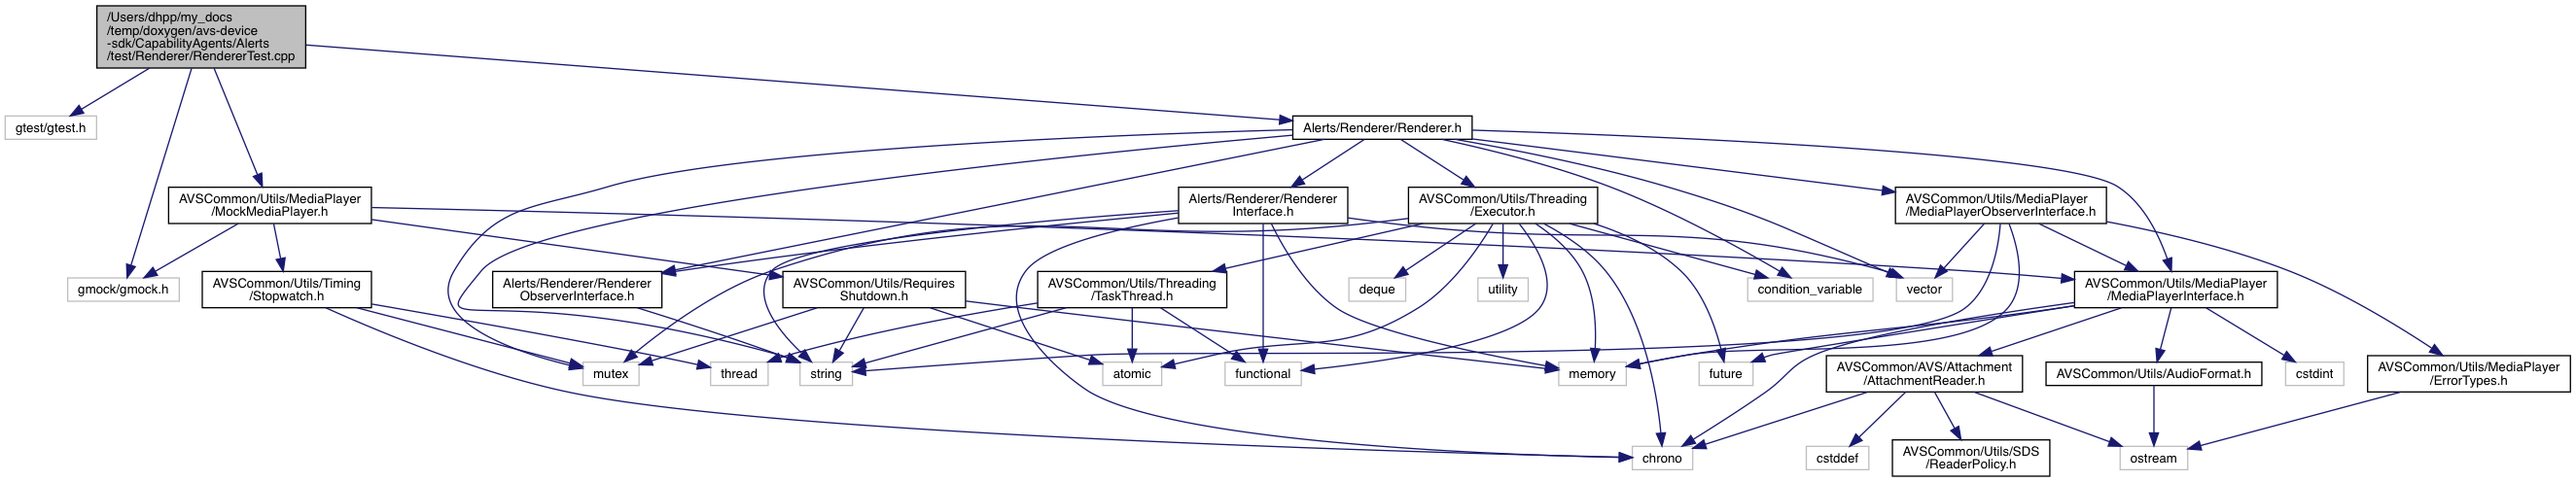 /Users/dhpp/my_docs
/temp/doxygen/avs-device
-sdk/CapabilityAgents/Alerts
/test/Renderer/RendererTest.cpp
gtest/gtest.h
Alerts/Renderer/Renderer.h
AVSCommon/Utils/MediaPlayer
/MockMediaPlayer.h
Alerts/Renderer/Renderer
Interface.h
AVSCommon/Utils/Threading
/Executor.h
AVSCommon/Utils/MediaPlayer
/MediaPlayerObserverInterface.h
gmock/gmock.h
AVSCommon/Utils/Timing
/Stopwatch.h
Alerts/Renderer/Renderer
ObserverInterface.h
AVSCommon/Utils/Requires
Shutdown.h
AVSCommon/Utils/Threading
/TaskThread.h
deque
utility
condition_variable
vector
AVSCommon/Utils/MediaPlayer
/MediaPlayerInterface.h
mutex
thread
string
atomic
functional
memory
future
AVSCommon/AVS/Attachment
/AttachmentReader.h
AVSCommon/Utils/AudioFormat.h
cstdint
AVSCommon/Utils/MediaPlayer
/ErrorTypes.h
chrono
cstddef
AVSCommon/Utils/SDS
/ReaderPolicy.h
ostream